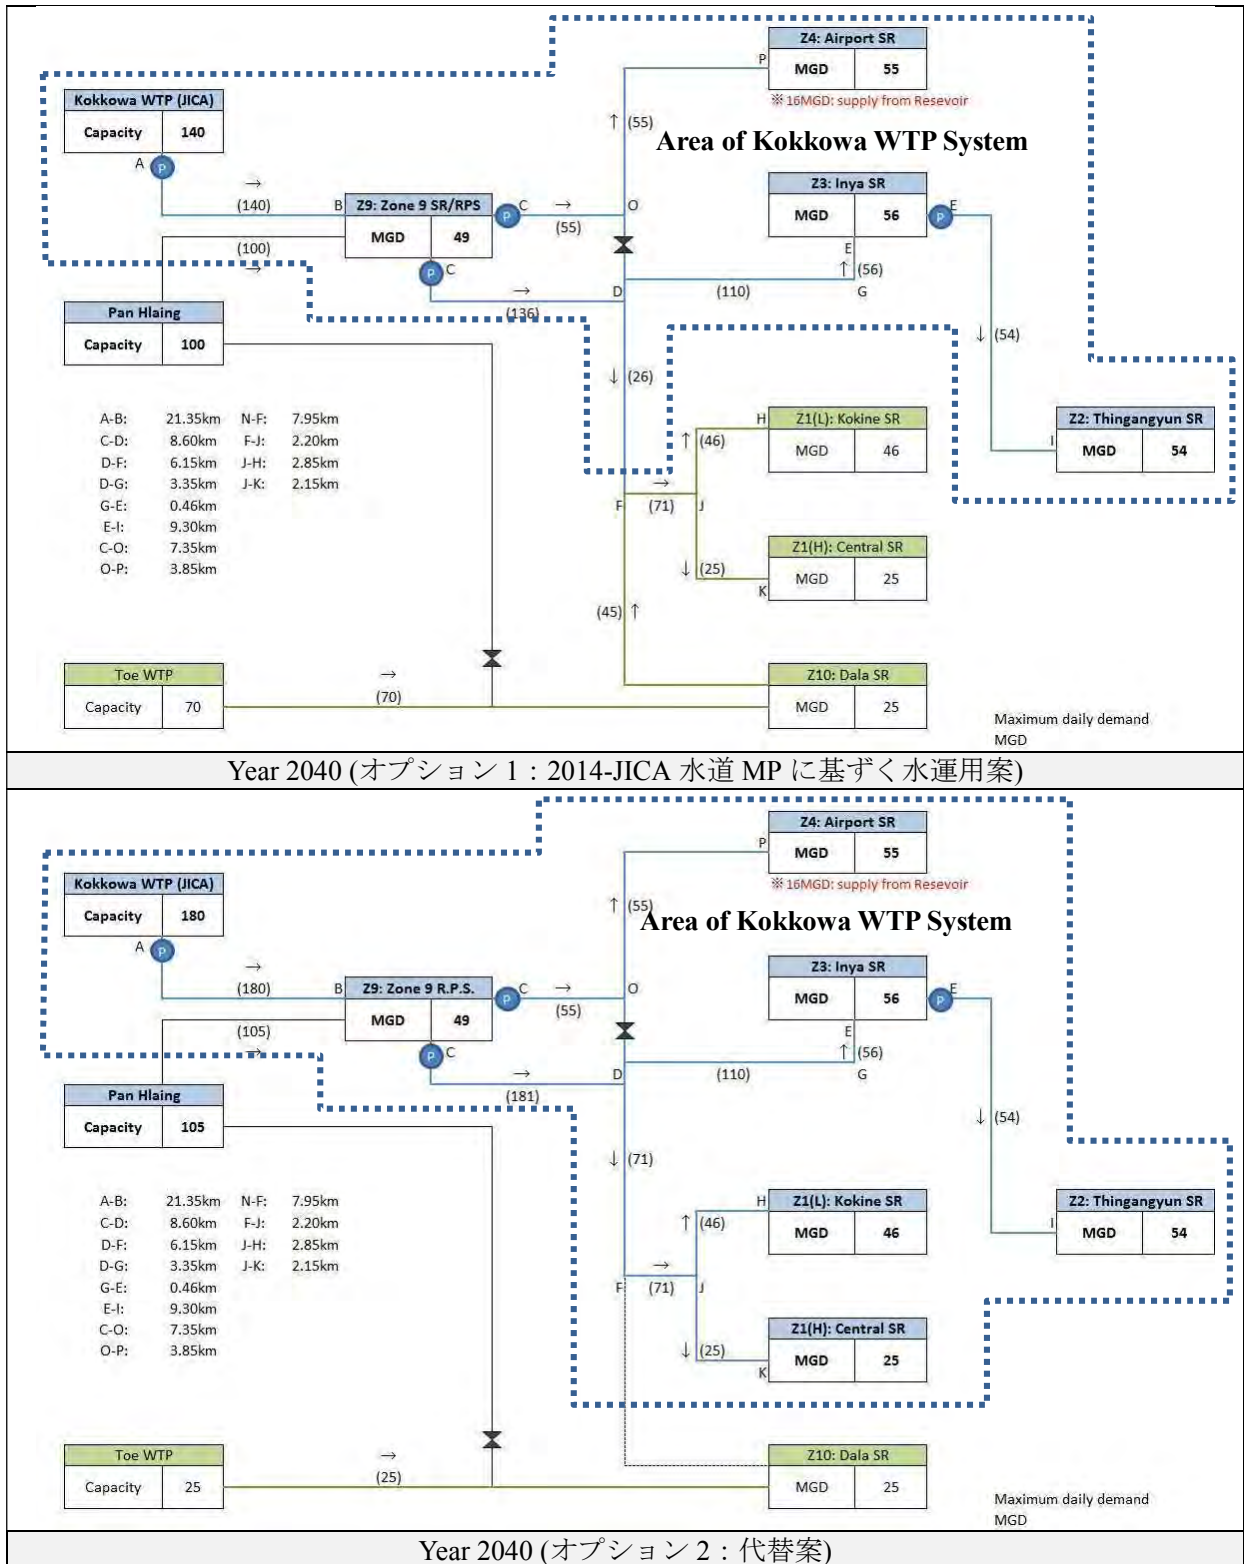 Z4: Airport SR
P
MGD 55
Kokkowa WTP (JICA)
※ 16MGD: supply from Resevoir
Capacity 140
↑ (55)
Area of Kokkowa WTP System
A P
→
Z3: Inya SR
(140)
B Z9: Zone 9 SR/RPS P C → O
MGD 56 P E
MGD 49
(55)
(100)
→
E
P C
↑ (56)
→
D
(110)
G
Pan Hlaing
(136)
Capacity 100
↓ (54)
↓ (26)
A-B: 21.35km N-F: 7.95km
H Z1(L): Kokine SR
Z2: Thingangyun SR
C-D: 8.60km F-J: 2.20km
↑ (46)
MGD 46
I MGD 54
D-F: 6.15km J-H: 2.85km
D-G: 3.35km J-K: 2.15km
→
G-E: 0.46km
F (71) J
E-I: 9.30km
C-O: 7.35km
Z1(H): Central SR
O-P: 3.85km
↓ (25)
MGD 25
K
(45) ↑
Toe WTP
→
Z10: Dala SR
(70)
Capacity 70
MGD 25
Maximum daily demand
MGD
Year 2040 (オプション 1：2014-JICA 水道 MP に基ずく水運用案)
Z4: Airport SR
P
MGD 55
Kokkowa WTP (JICA)
※ 16MGD: supply from Resevoir
Capacity 180
↑ (55)
Area of Kokkowa WTP System
A P
→
Z3: Inya SR
(180)
B Z9: Zone 9 R.P.S. P C → O
MGD 56 P E
MGD 49
(55)
(105)
→
E
P C
↑ (56)
→
D
(110)
G
Pan Hlaing
(181)
Capacity 105
↓ (54)
↓ (71)
A-B: 21.35km N-F: 7.95km
H Z1(L): Kokine SR
Z2: Thingangyun SR
C-D: 8.60km F-J: 2.20km
↑ (46)
MGD 46
I MGD 54
D-F: 6.15km J-H: 2.85km
D-G: 3.35km J-K: 2.15km
→
G-E: 0.46km
F (71) J
E-I: 9.30km
C-O: 7.35km
Z1(H): Central SR
O-P: 3.85km
↓ (25)
MGD 25
K
Toe WTP
→
Z10: Dala SR
(25)
Capacity 25
MGD 25
Maximum daily demand
MGD
Year 2040 (オプション 2：代替案)